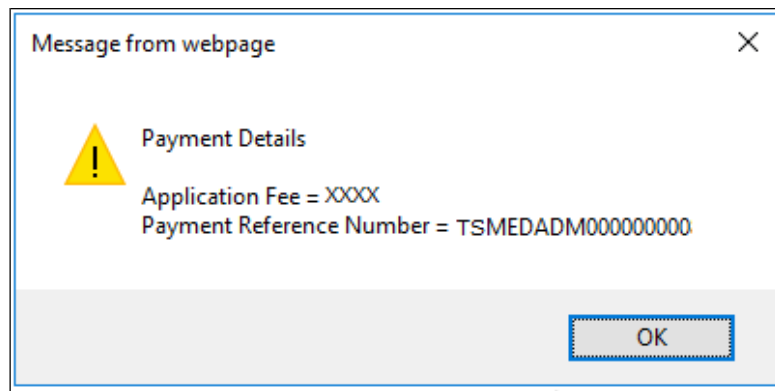 Message from webpage
Payment Details
Application Fee = XXXX
Payment Reference Number = TSMEDADM000000000
OK